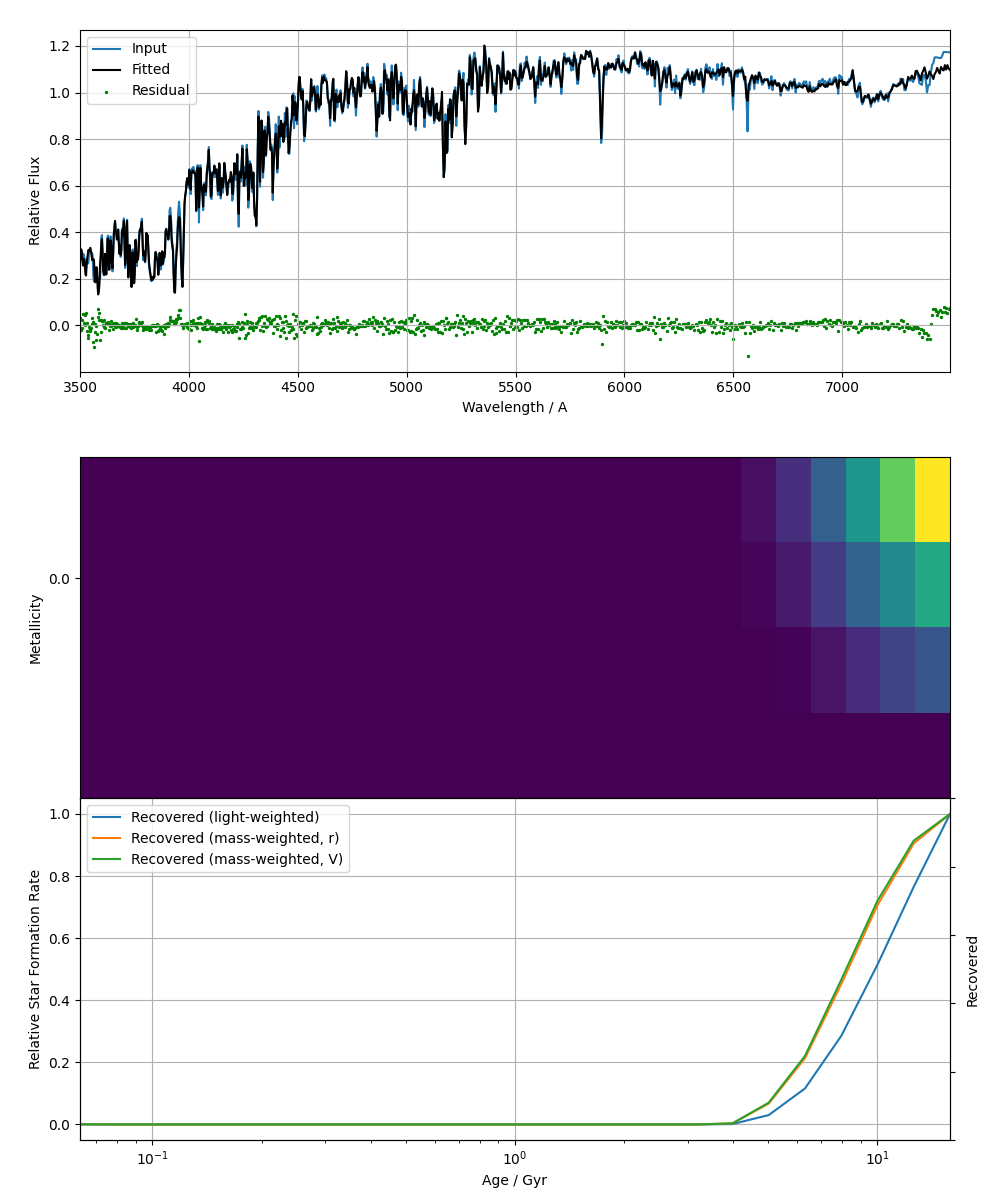 1.2
1.0
0.8
0.6
0.4
0.2
0.0
Relative Flux
Input
Fitted
Residual
3500 4000 4500 5000 5500 6000 6500 7000
Wavelength / A
0.0
Metallicity
1.0
0.8
0.6
0.4
0.2
0.0
Relative Star Formation Rate
Recovered (light-weighted)
Recovered (mass-weighted, r)
Recovered (mass-weighted, V)
Recovered
10⁻¹ 10⁰ 10¹
Age / Gyr